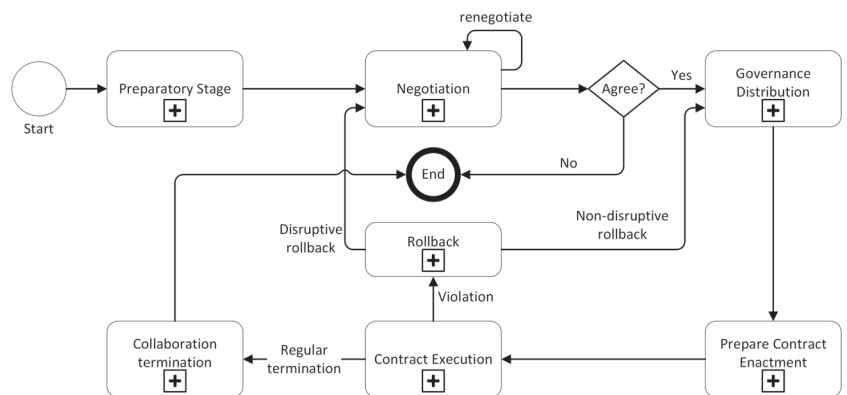 renegotiate
Preparatory Stage
Negotiation
Agree?
Yes
Governance
Distribution
Start
No
End
Disruptive
rollback
Rollback
Non-disruptive
rollback
Violation
Collaboration
termination
Regular
termination
Contract Execution
Prepare Contract
Enactment